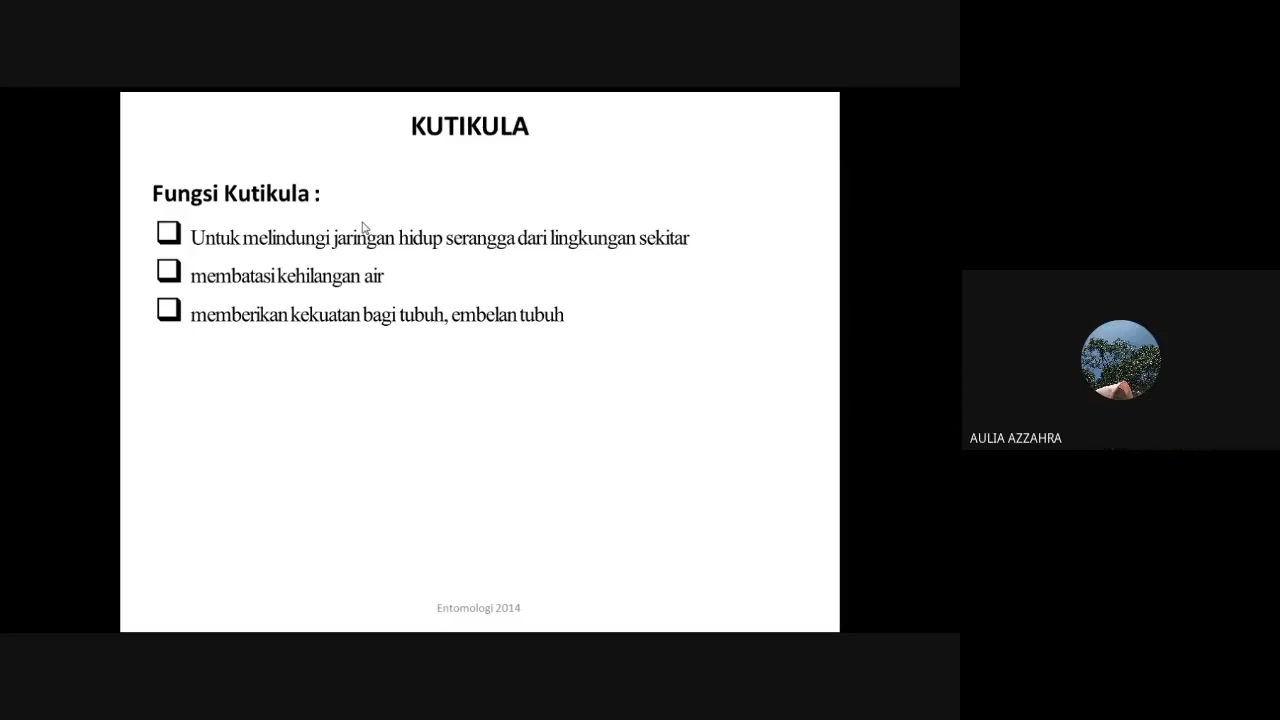 KUTIKULA
Fungsi Kutikula :
Untuk melindungi jaringan hidup serangga dari lingkungan sekitar
membatasi kehilangan air
memberikan kekuatan bagi tubuh, embelan tubuh
Entomologi 2014
AULIA AZZAHRA